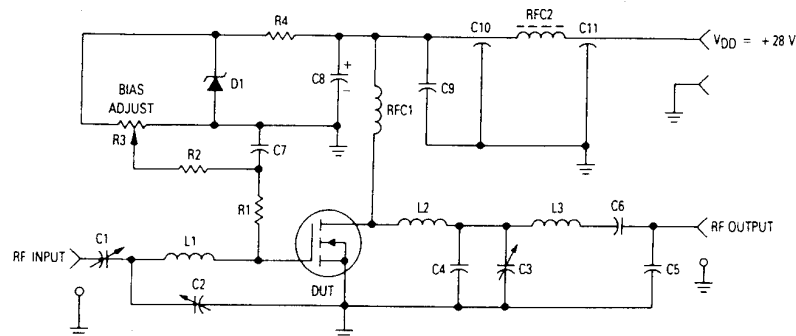 R4
C10
RFC2
C11
V_DD = +28 V
BIAS
ADJUST
D1
+
C8
–
RFC1
C9
R3
R2
C7
R1
L2
L3
C6
RF OUTPUT
C1
L1
RF INPUT
C2
DUT
C4
C3
C5